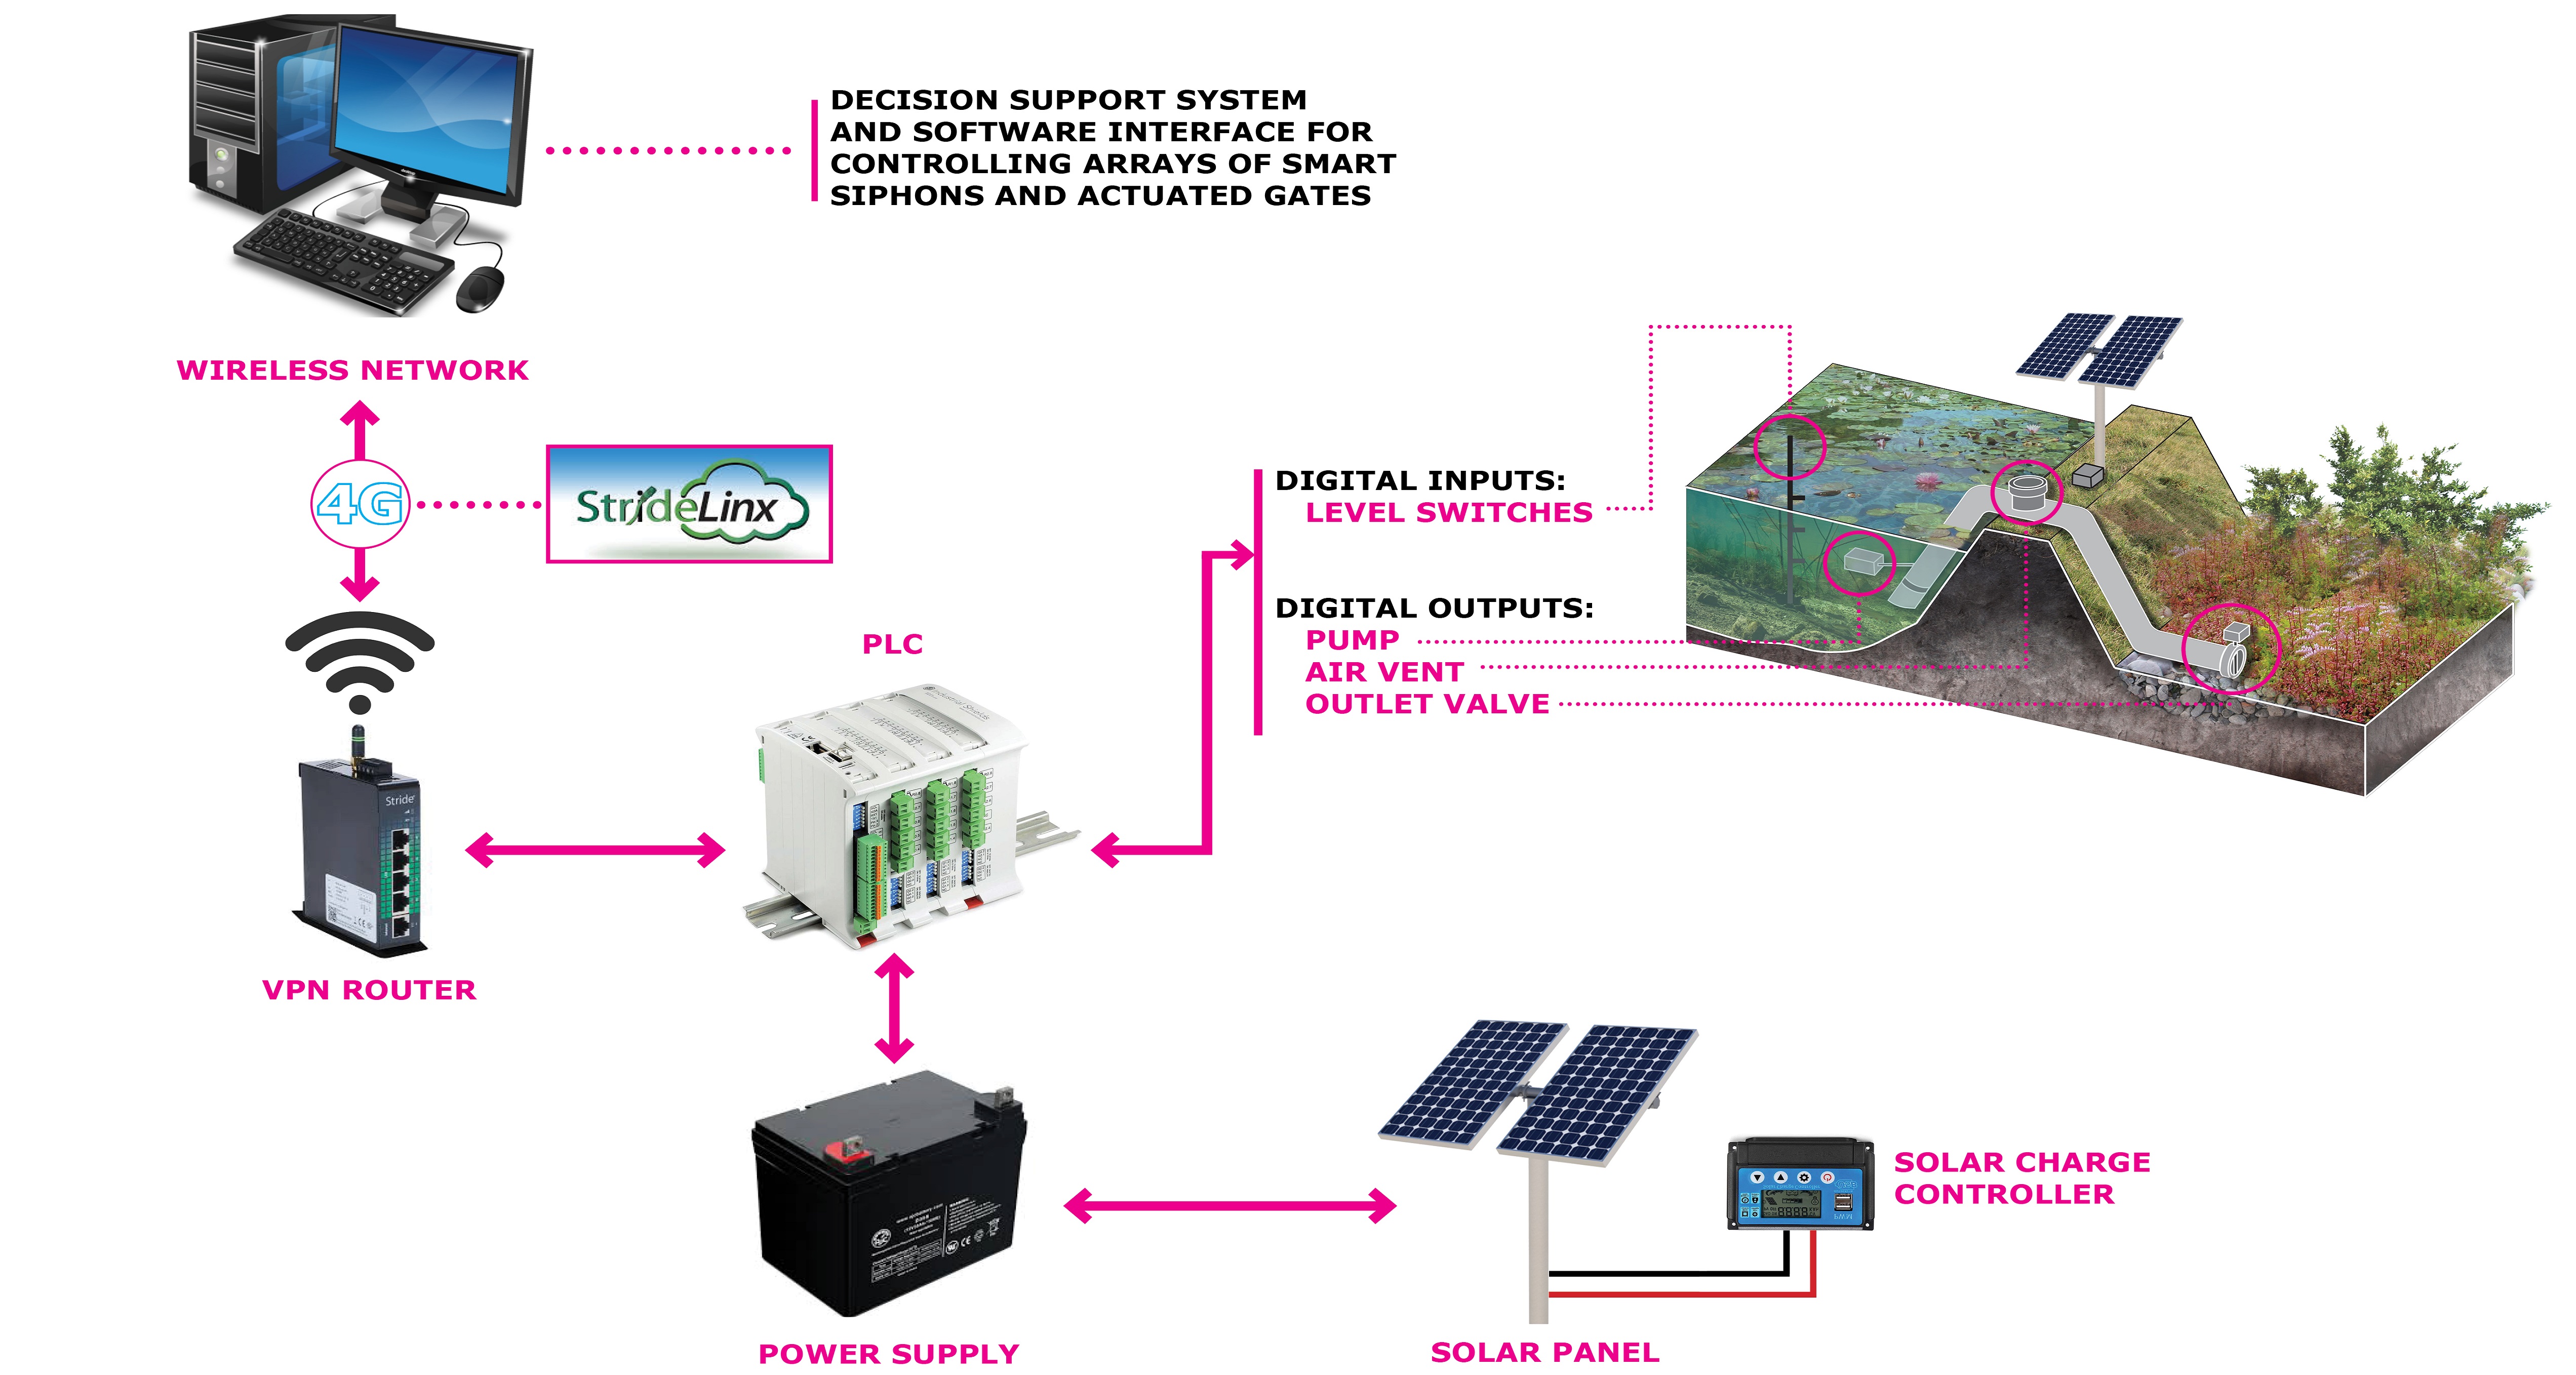 DECISION SUPPORT SYSTEM
AND SOFTWARE INTERFACE FOR
CONTROLLING ARRAYS OF SMART
SIPHONS AND ACTUATED GATES
WIRELESS NETWORK
4G
StrideLinx
DIGITAL INPUTS:
LEVEL SWITCHES
DIGITAL OUTPUTS:
PUMP
AIR VENT
OUTLET VALVE
PLC
Industrial Shields
Stride
VPN ROUTER
POWER SUPPLY
SOLAR PANEL
SOLAR CHARGE
CONTROLLER